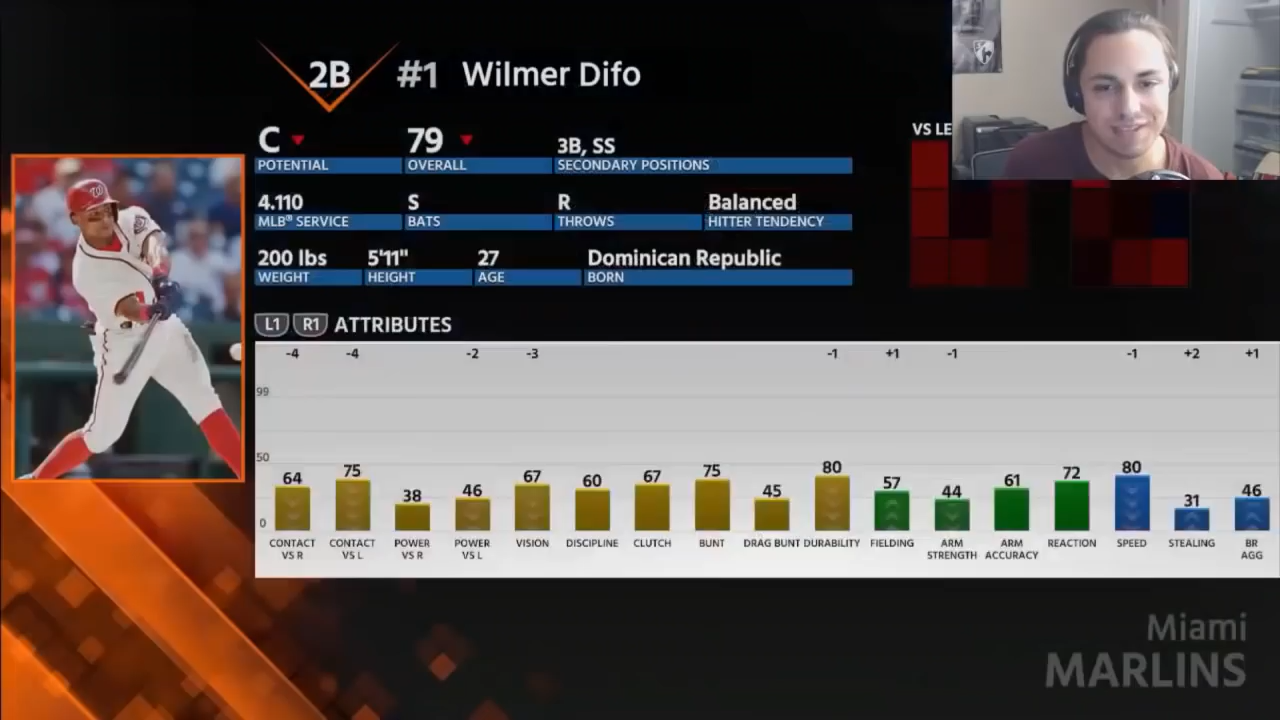 2B #1 Wilmer Difo
C 79 3B, SS
POTENTIAL OVERALL SECONDARY POSITIONS
VS LE
4.110 S R Balanced
MLB® SERVICE BATS THROWS HITTER TENDENCY
200 lbs 5'11" 27 Dominican Republic
WEIGHT HEIGHT AGE BORN
L1 R1 ATTRIBUTES
-4 -4 -2 -3 -1 +1 -1 -1 +2 +1
99
50
0
64 75 38 46 67 60 67 75 45 80 57 44 61 72 80 31 46
CONTACT CONTACT POWER POWER VISION DISCIPLINE CLUTCH BUNT DRAG BUNT DURABILITY FIELDING ARM ARM REACTION SPEED STEALING BR
VS R VS L VS R VS L STRENGTH ACCURACY AGG
Miami
MARLINS